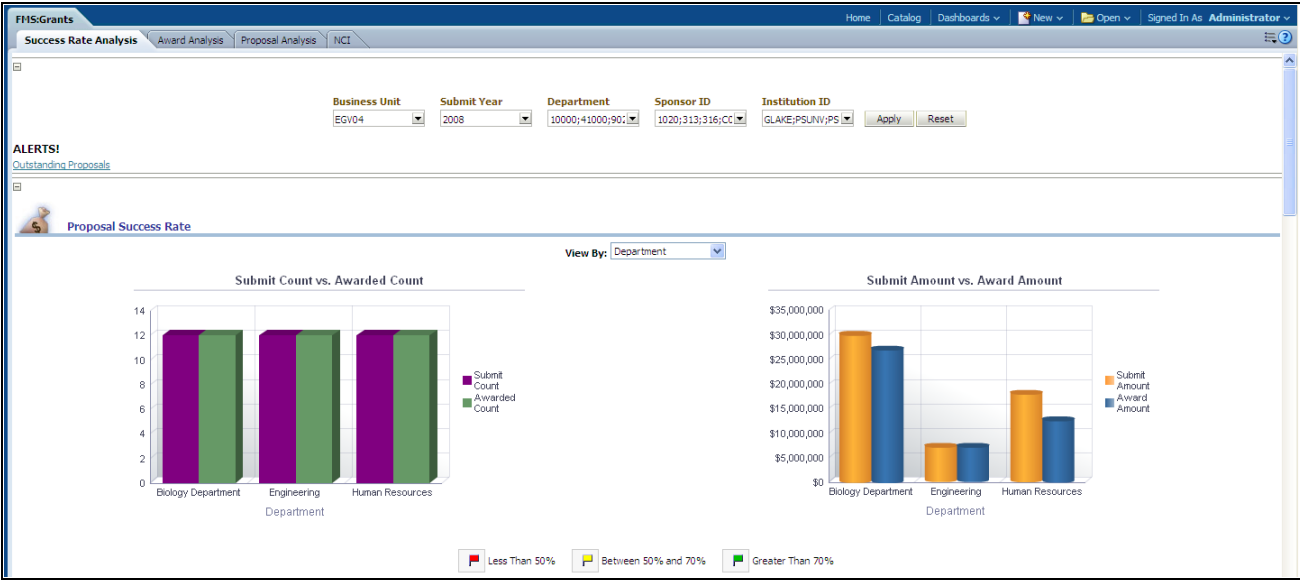 FMS:Grants
Home Catalog Dashboards New Open Signed In As Administrator
Success Rate Analysis Award Analysis Proposal Analysis NCI
Business Unit Submit Year Department Sponsor ID Institution ID
EGV04 2008 10000;41000;902 1020;313;316;CC GLAKE;PSUNV;PS Apply Reset
ALERTS!
Outstanding Proposals
$
Proposal Success Rate
View By: Department
Submit Count vs. Awarded Count
14
12
10
8
6
4
2
0
Biology Department Engineering Human Resources
Department
Submit
Count
Awarded
Count
Submit Amount vs. Award Amount
$35,000,000
$30,000,000
$25,000,000
$20,000,000
$15,000,000
$10,000,000
$5,000,000
$0
Biology Department Engineering Human Resources
Department
Submit
Amount
Award
Amount
Less Than 50% Between 50% and 70% Greater Than 70%